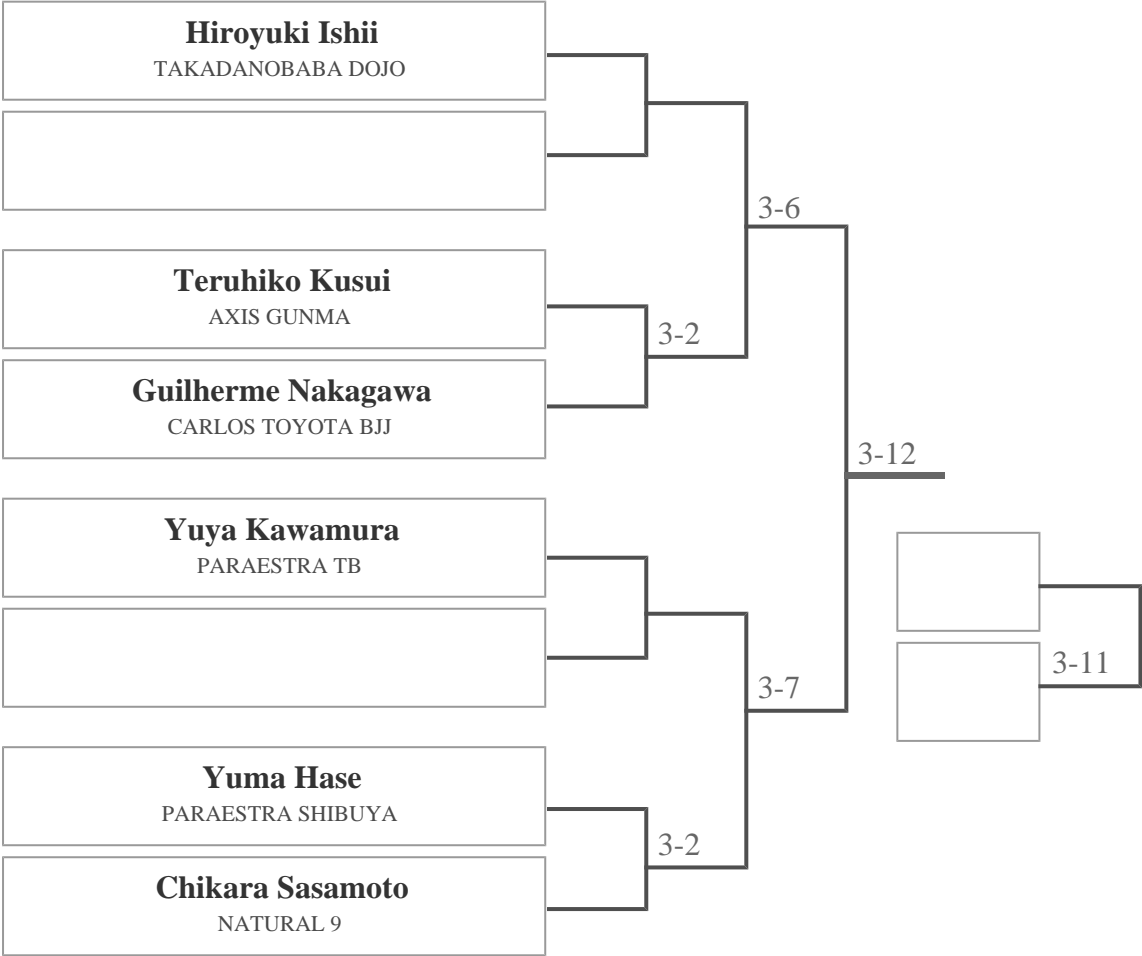 Hiroyuki Ishii
TAKADANOBABA DOJO
3-6
Teruhiko Kusui
AXIS GUNMA
3-2
Guilherme Nakagawa
CARLOS TOYOTA BJJ
3-12
Yuya Kawamura
PARAESTRA TB
3-11
3-7
Yuma Hase
PARAESTRA SHIBUYA
3-2
Chikara Sasamoto
NATURAL 9